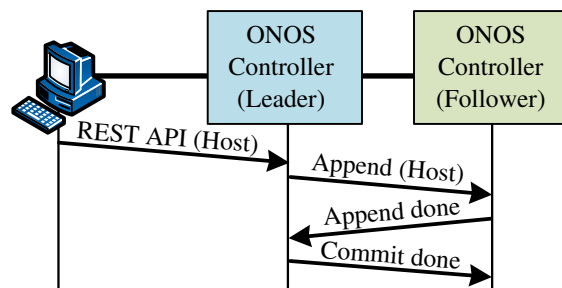 ONOS
Controller
(Leader)
ONOS
Controller
(Follower)
REST API (Host)
Append (Host)
Append done
Commit done